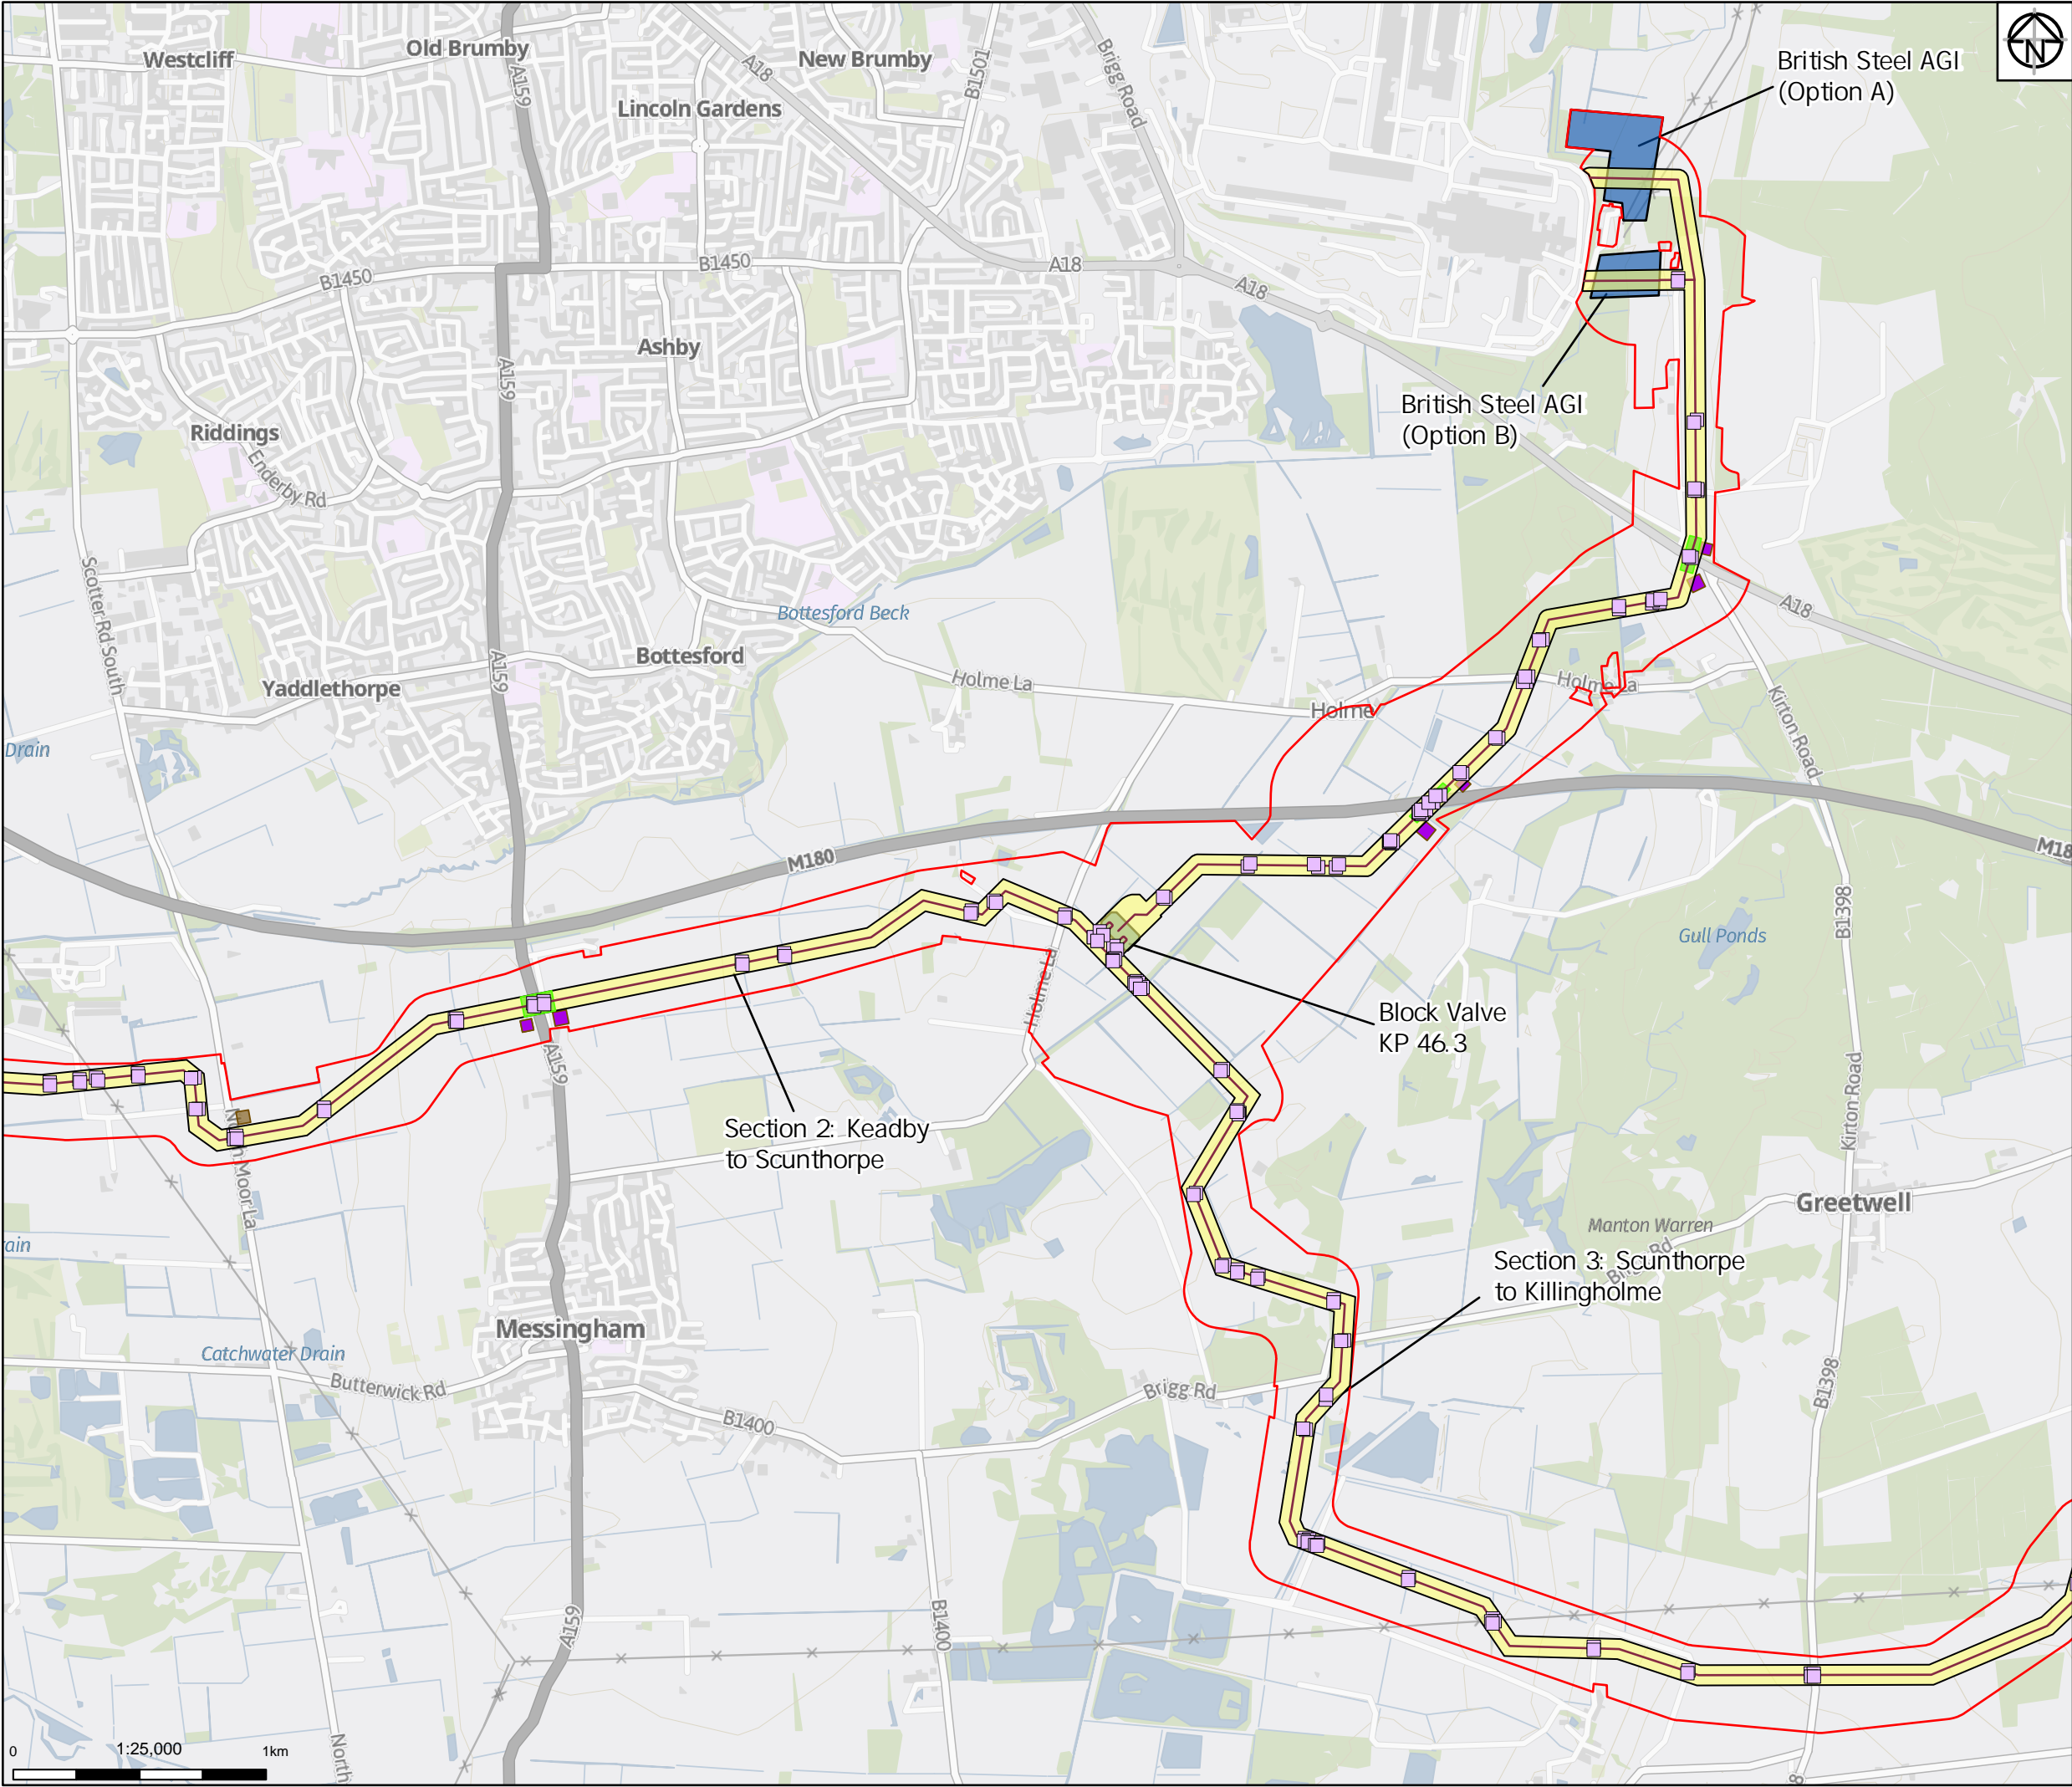 Westcliff
Old Brumby
A159
A18
New Brumby
B1501
Brigg Road
N
British Steel AGI
(Option A)
Lincoln Gardens
B1450
B1450
A18
A18
Ashby
A159
British Steel AGI
(Option B)
Riddings
Enderby Rd
Scotter Rd South
Bottesford Beck
A18
Yaddlethorpe
A159
Bottesford
Holme La
Holme La
Holme
Kirton Road
Drain
M180
B1398
Gull Ponds
Holme La
Block Valve
KP 46.3
A159
Section 2: Keadby
to Scunthorpe
Kirton Road
Greetwell
Manton Warren
Section 3: Scunthorpe
to Killingholme
Messingham
Catchwater Drain
Butterwick Rd
Brigg Rd
B1400
B1398
A159
B1400
North
0
1:25,000
1km